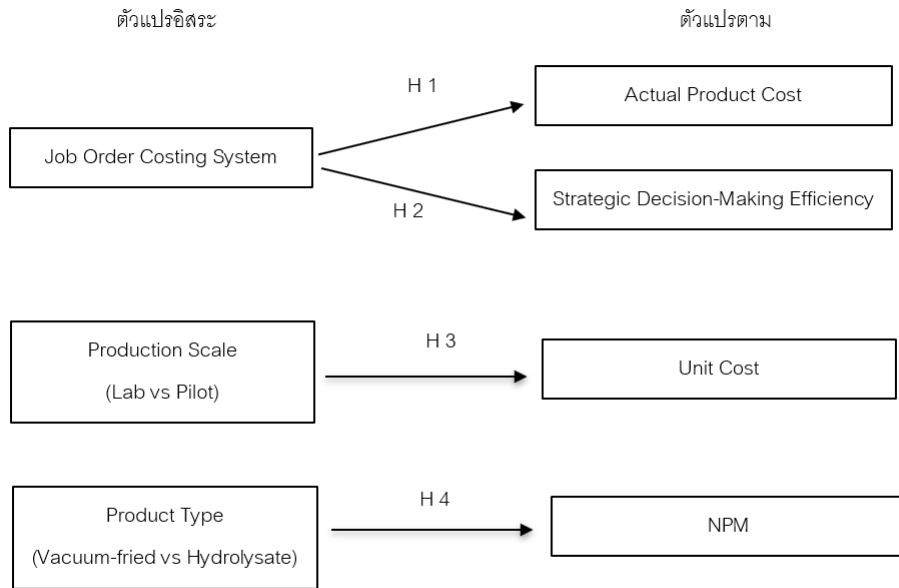 ตัวแปรอิสระ
ตัวแปรตาม
H 1
Actual Product Cost
Job Order Costing System
Strategic Decision-Making Efficiency
H 2
Production Scale
(Lab vs Pilot)
H 3
Unit Cost
Product Type
(Vacuum-fried vs Hydrolysate)
H 4
NPM